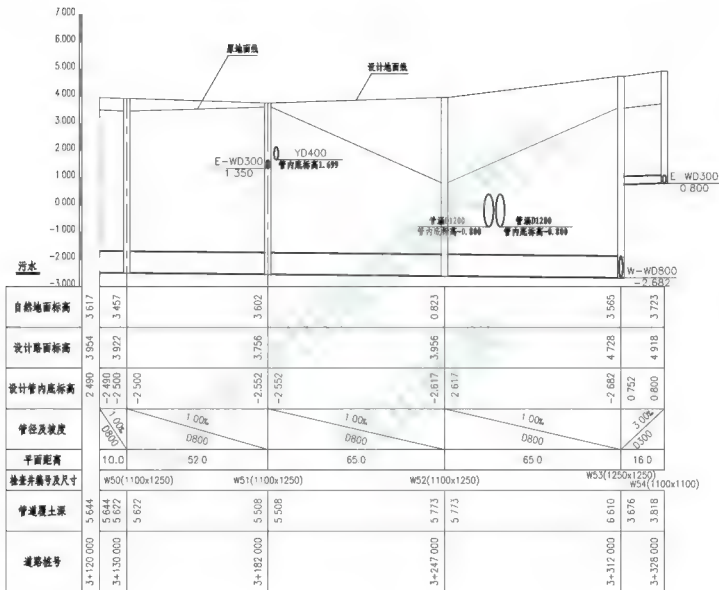 7.000
6.000
5.000
4.000
3.000
2.000
1.000
0.000
-1.000
-2.000
-3.000
原地面线
设计地面线
E-WD300
1.350
YD400
管内底标高1.699
管涵D1200
管内底标高-0.800
管涵D1200
管内底标高-0.800
E WD300
0.800
W-WD800
-2.682
污水
自然地面标高 3 617 3 457 3 602 0.823 3 565 3 723
设计路面标高 3 954 3 922 3.756 3.956 4 728 4 918
设计管内底标高 2 490 -2 490 -2 500 -2 500 -2.552 -2 552 -2.617 2 617 -2 682 0 752 0 800
管径及坡度 1 00‰ D800 1 00‰ D800 1 00‰ D800 1 00‰ D800 3 00‰ D300
平面距离 10.0 52 0 65 0 65 0 16 0
检查井编号及尺寸 W50(1100x1250) W51(1100x1250) W52(1100x1250) W53(1250x1250) W54(1100x1100)
管道覆土深 5 644 5 644 5 622 5 622 5 508 5 508 5 773 5 773 6 610 3 676 3 818
道路桩号 3+120 000 3+130 000 3+182 000 3+247 000 3+312 000 3+328 000